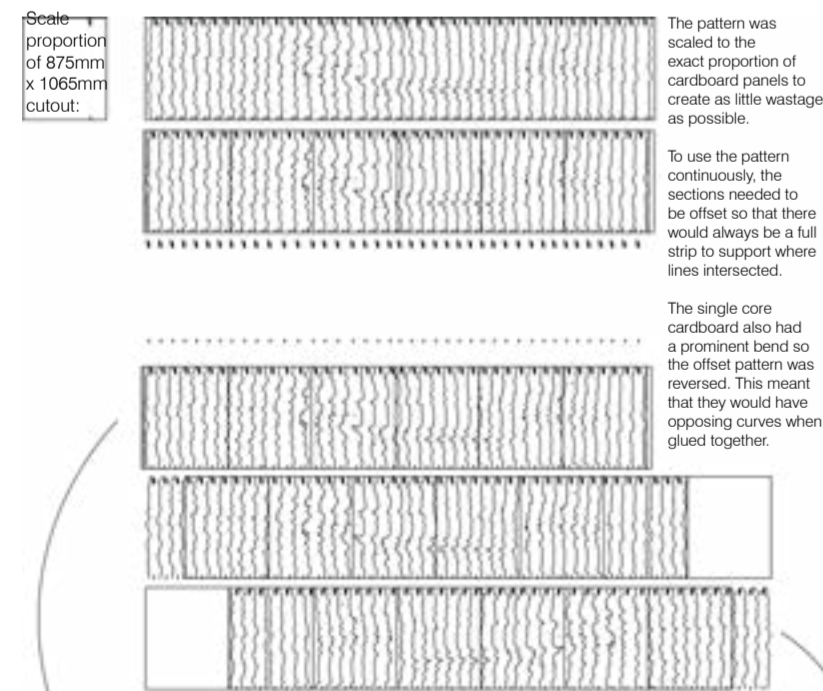 Scale
proportion
of 875mm
x 1065mm
cutout:
The pattern was
scaled to the
exact proportion of
cardboard panels to
create as little wastage
as possible.
To use the pattern
continuously, the
sections needed to
be offset so that there
would always be a full
strip to support where
lines intersected.
The single core
cardboard also had
a prominent bend so
the offset pattern was
reversed. This meant
that they would have
opposing curves when
glued together.